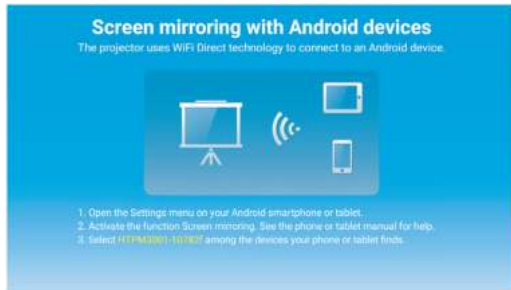 Screen mirroring with Android devices
The projector uses WiFi Direct technology to connect to an Android device.
1. Open the Settings menu on your Android smartphone or tablet.
2. Activate the function Screen mirroring. See the phone or tablet manual for help.
3. Select among the devices your phone or tablet finds.